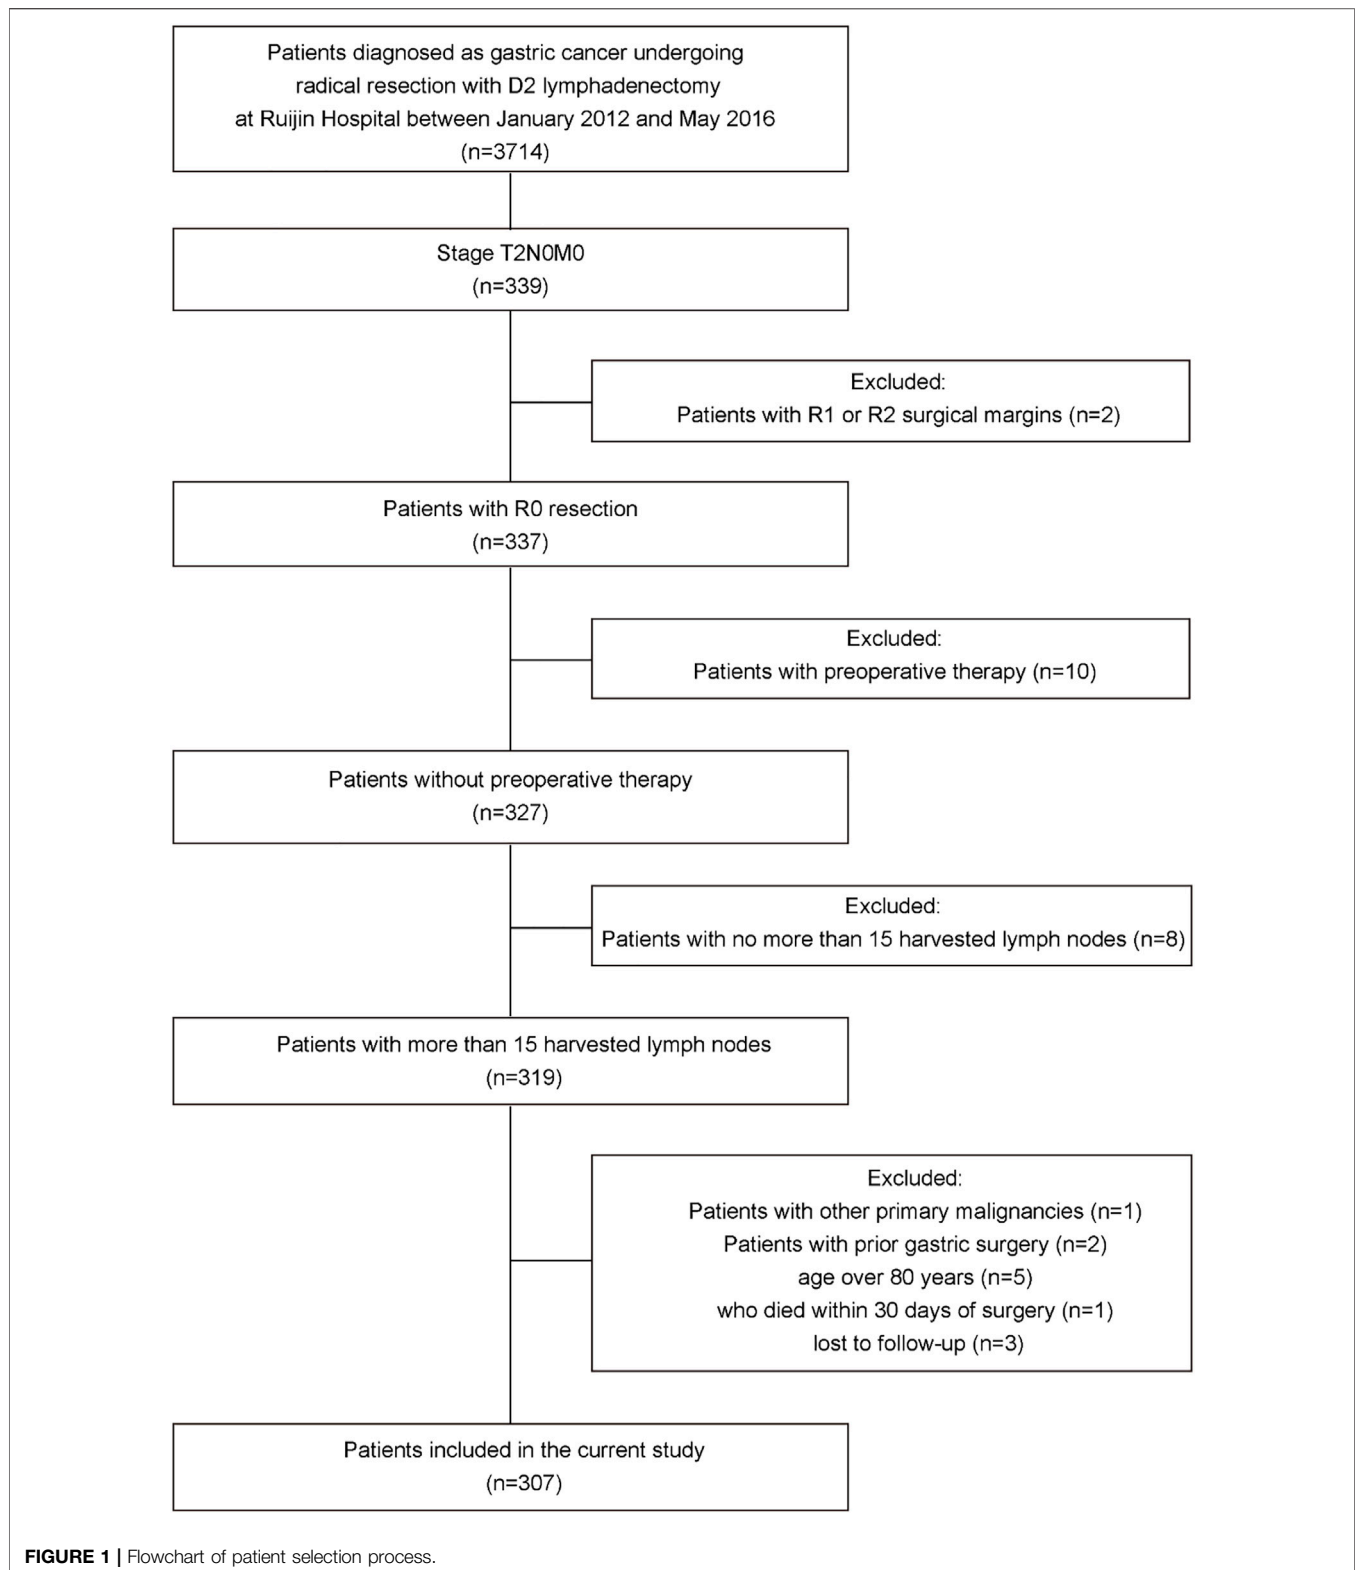 Patients diagnosed as gastric cancer undergoing
radical resection with D2 lymphadenectomy
at Ruijin Hospital between January 2012 and May 2016
(n=3714)
Stage T2N0M0
(n=339)
Excluded:
Patients with R1 or R2 surgical margins (n=2)
Patients with R0 resection
(n=337)
Excluded:
Patients with preoperative therapy (n=10)
Patients without preoperative therapy
(n=327)
Excluded:
Patients with no more than 15 harvested lymph nodes (n=8)
Patients with more than 15 harvested lymph nodes
(n=319)
Excluded:
Patients with other primary malignancies (n=1)
Patients with prior gastric surgery (n=2)
age over 80 years (n=5)
who died within 30 days of surgery (n=1)
lost to follow-up (n=3)
Patients included in the current study
(n=307)
FIGURE 1 | Flowchart of patient selection process.